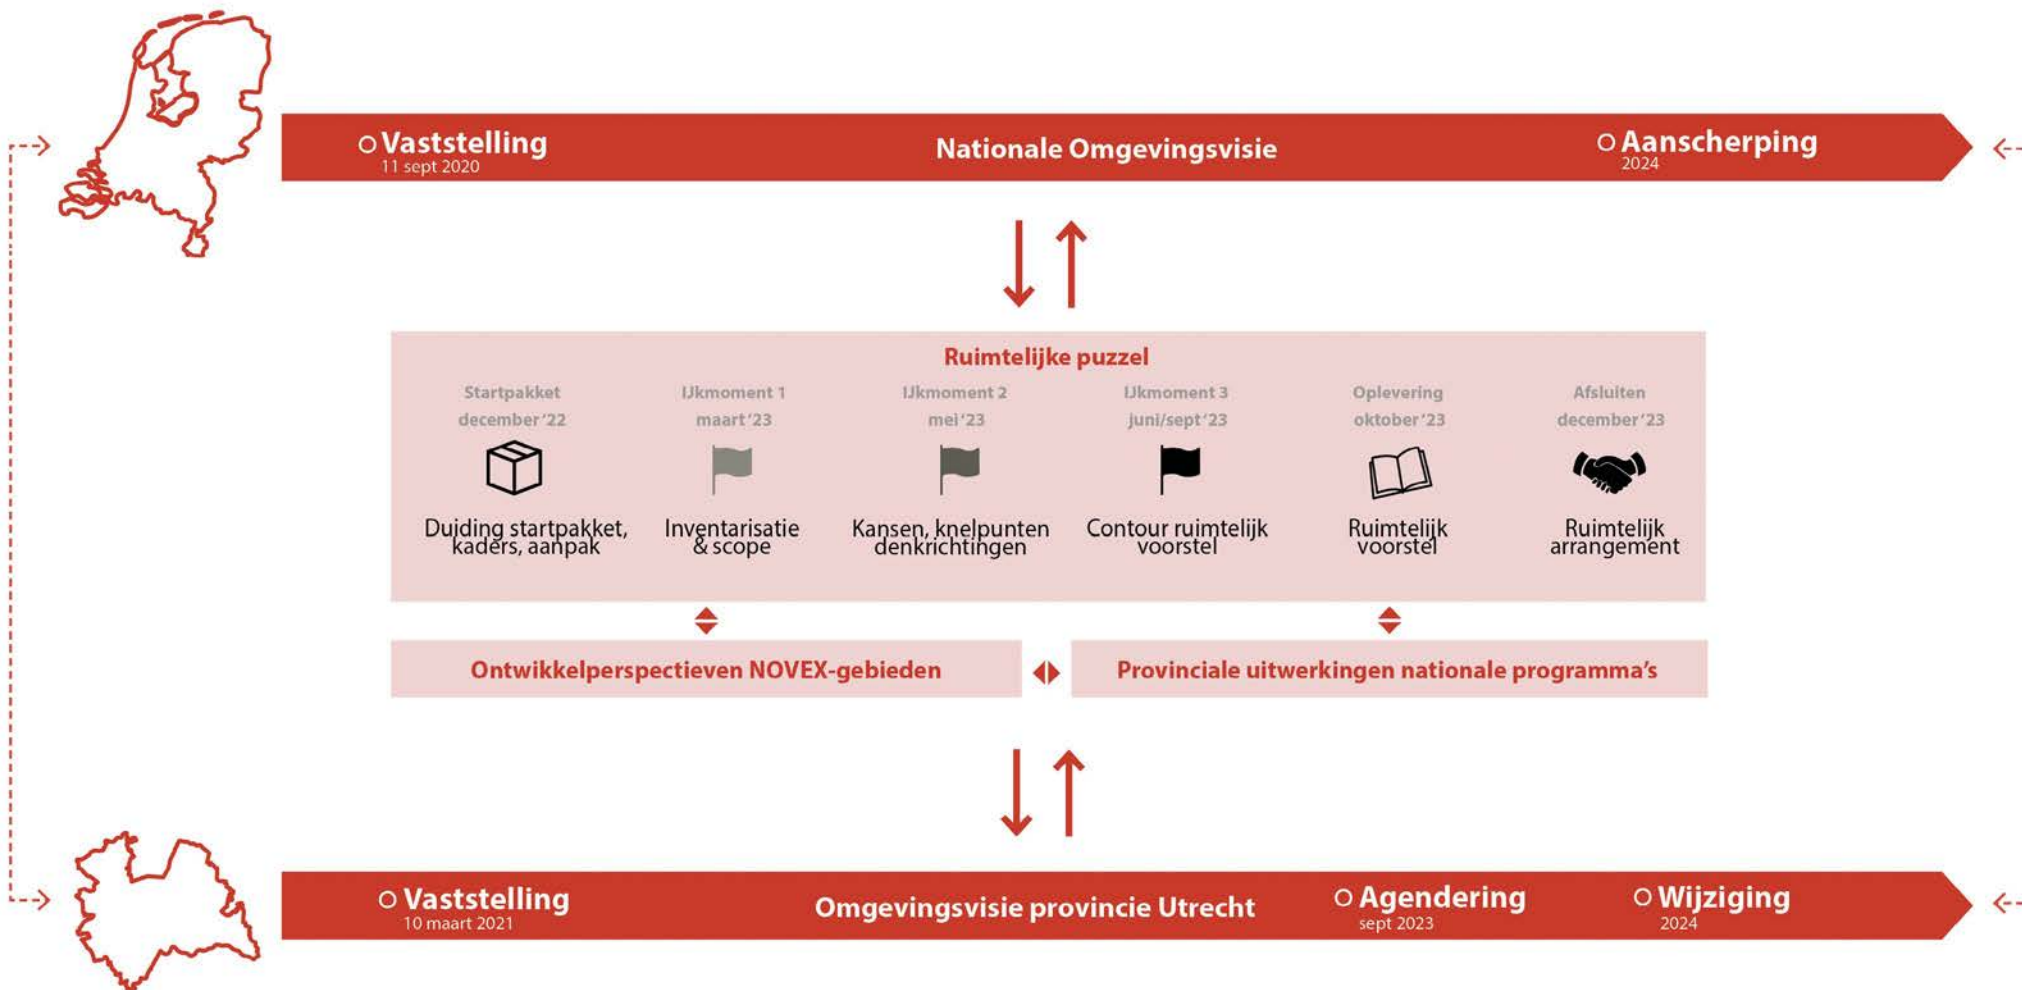 Vaststelling
11 sept 2020
Nationale Omgevingsvisie
Aanscherping
2024
Ruimtelijke puzzel
Startpakket
december '22
Duiding startpakket,
kaders, aanpak
IJkmoment 1
maart '23
Inventarisatie
& scope
IJkmoment 2
mei '23
Kansen, knelpunten
denkrichtingen
IJkmoment 3
juni/sept '23
Contour ruimtelijk
voorstel
Oplevering
oktober '23
Ruimtelijk
voorstel
Afsluiten
december '23
Ruimtelijk
arrangement
Ontwikkelperspectieven NOVEX-gebieden
Provinciale uitwerkingen nationale programma's
Vaststelling
10 maart 2021
Omgevingsvisie provincie Utrecht
Agendering
sept 2023
Wijziging
2024